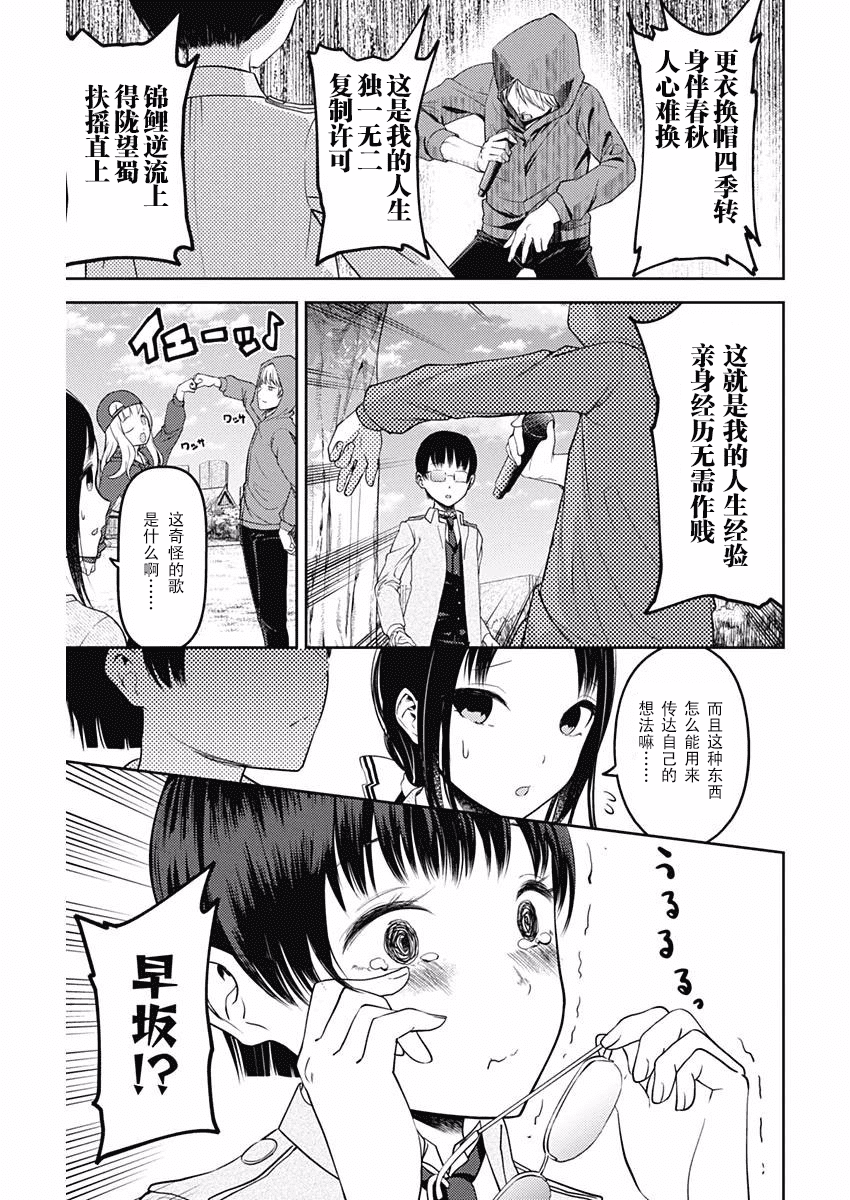 更衣换帽四季转
身伴春秋
人心难换
这是我的人生
独一无二
复制许可
锦鲤逆流上
得陇望蜀
扶摇直上
这就是我的人生经验
亲身经历无需作贱
イエーーッ♪
ワッサ
ワッサ
这奇怪的歌
是什么啊……
而且这种东西
怎么能用来
传达自己的
想法嘛……
うるるるっ
早坂!?